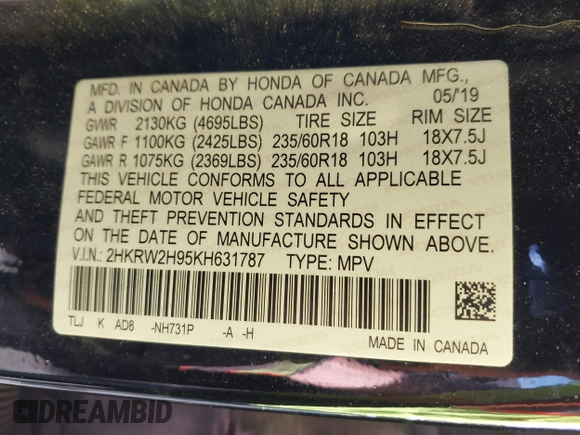 MFD. IN CANADA BY HONDA OF CANADA MFG.,
A DIVISION OF HONDA CANADA INC. 05/'19
GVWR 2130KG (4695LBS) TIRE SIZE RIM SIZE
GAWR F 1100KG (2425LBS) 235/60R18 103H 18X7.5J
GAWR R 1075KG (2369LBS) 235/60R18 103H 18X7.5J
THIS VEHICLE CONFORMS TO ALL APPLICABLE
FEDERAL MOTOR VEHICLE SAFETY
AND THEFT PREVENTION STANDARDS IN EFFECT
ON THE DATE OF MANUFACTURE SHOWN ABOVE.
V.I.N.: 2HKRW2H95KH631787 TYPE: MPV
TLJ K AD8 -NH731P -A -H
MADE IN CANADA
DREAMBID